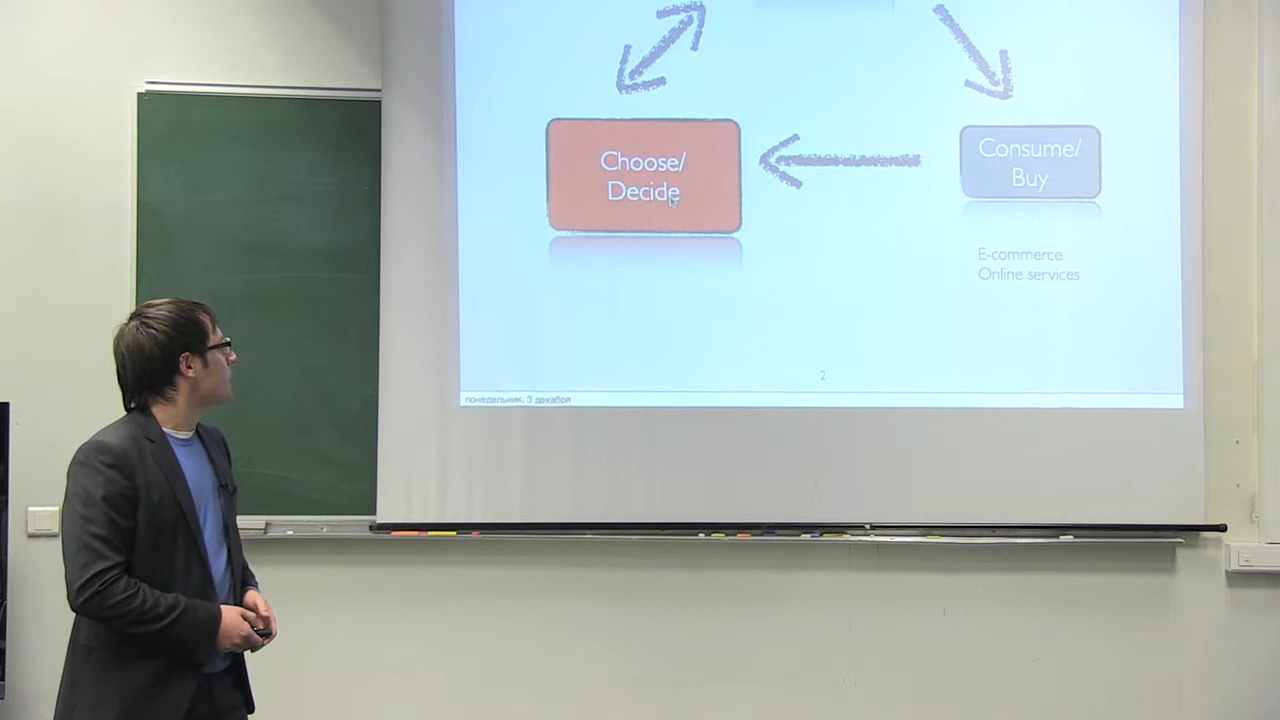 Choose/
Decide
Consume/
Buy
E-commerce
Online services
2
понедельник, 3 декабря